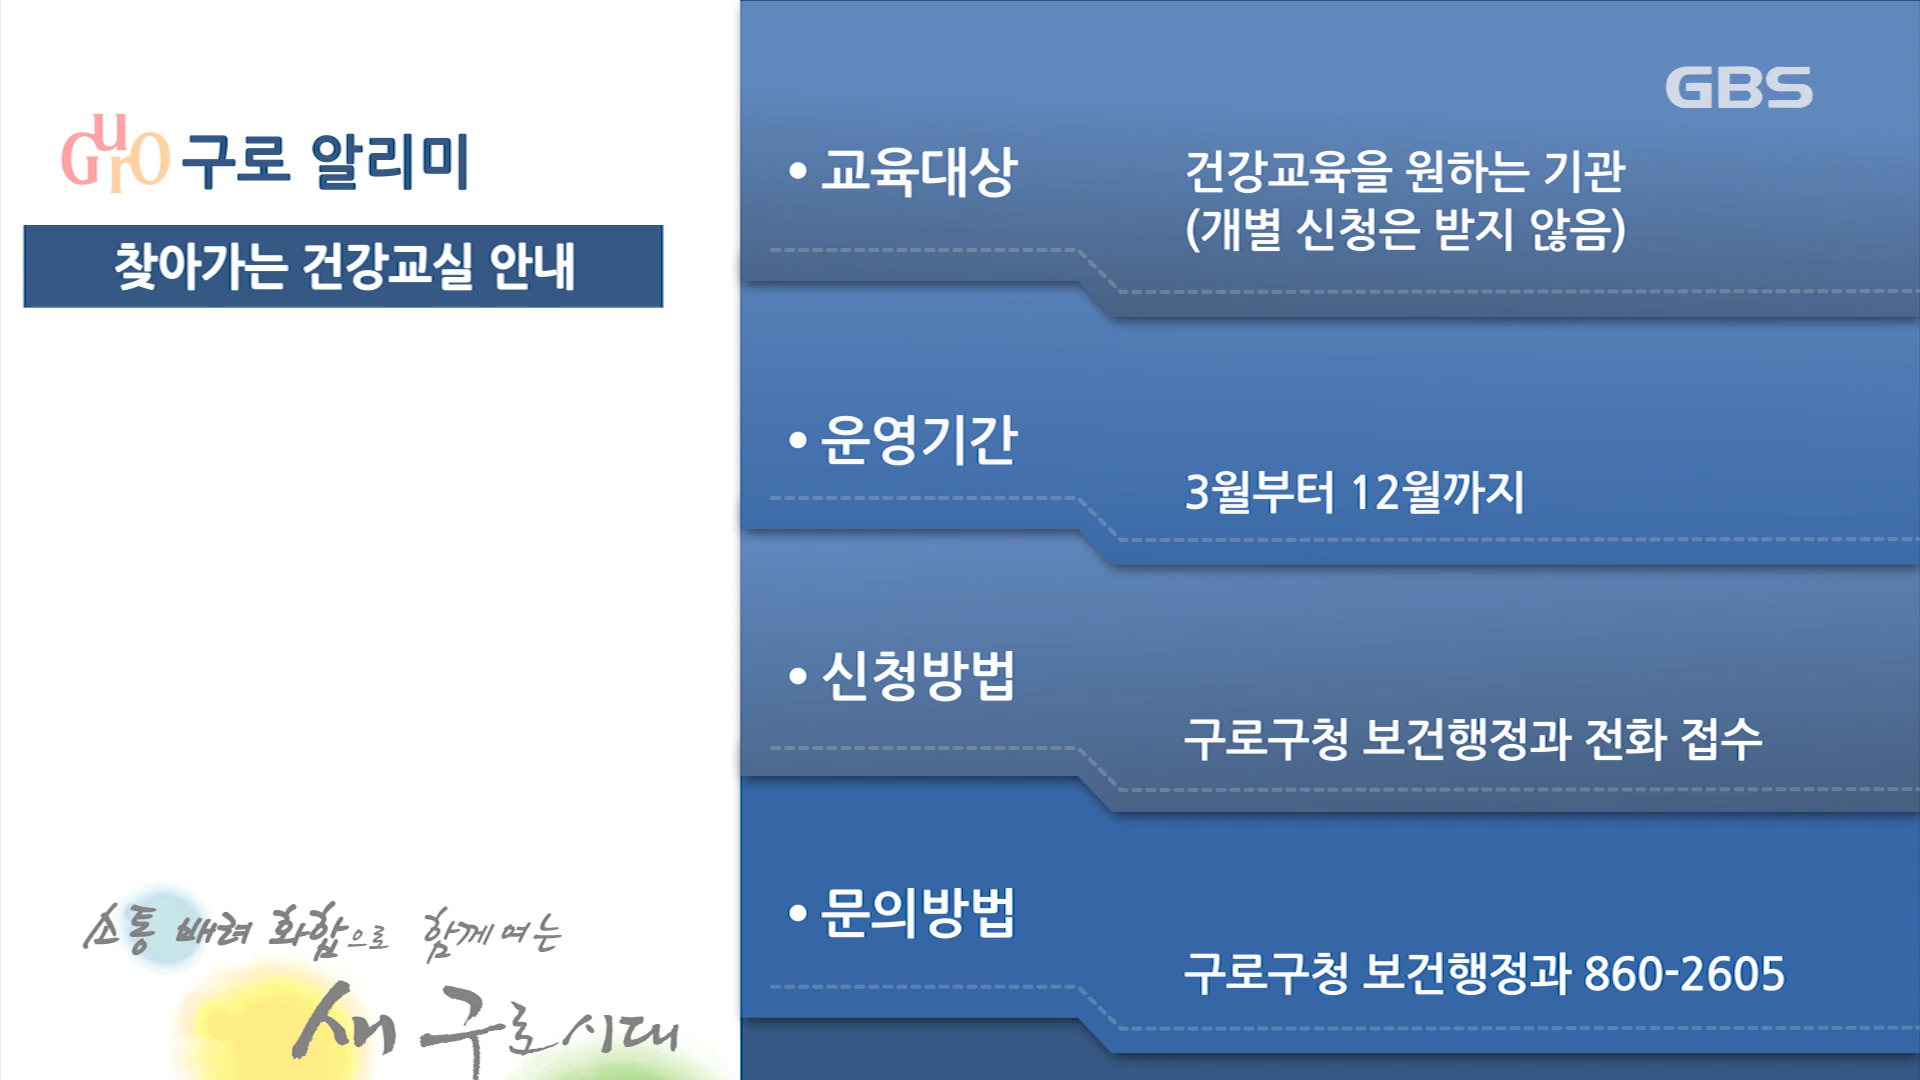 GurO 구로 알리미
찾아가는 건강교실 안내
GBS
• 교육대상
건강교육을 원하는 기관
(개별 신청은 받지 않음)
• 운영기간
3월부터 12월까지
• 신청방법
구로구청 보건행정과 전화 접수
• 문의방법
구로구청 보건행정과 860-2605
소통 배려 화합으로 함께 여는
새 구로시대